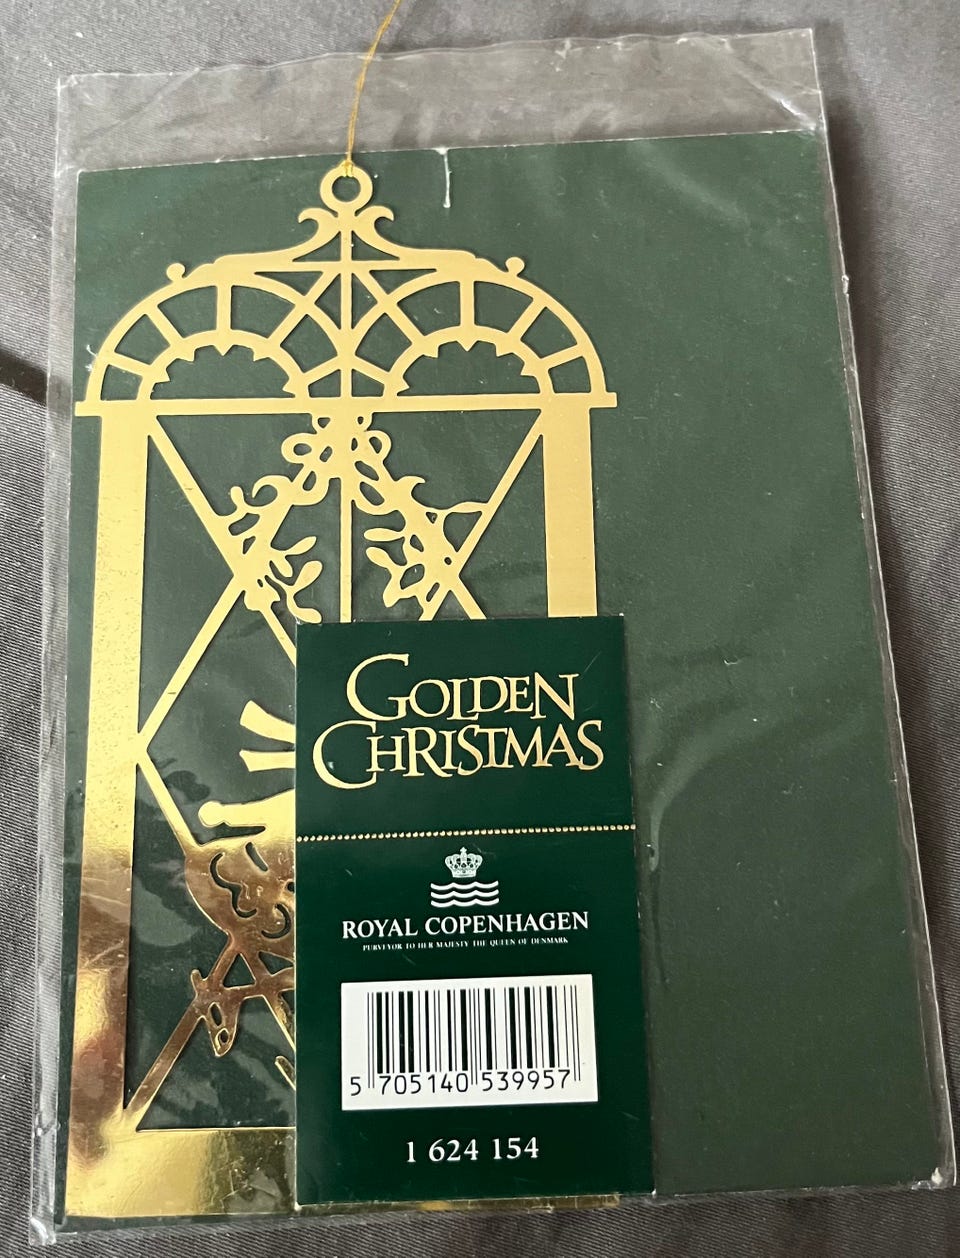 GOLDEN
CHRISTMAS
ROYAL COPENHAGEN
PURVEYOR TO HER MAJESTY THE QUEEN OF DENMARK
5 705140 539957
1 624 154